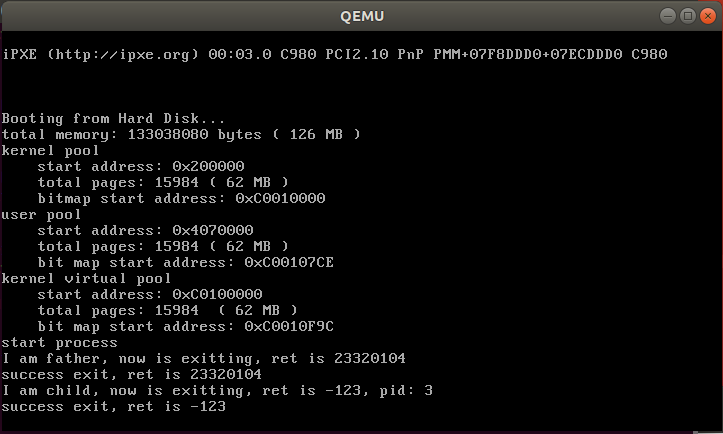 QEMU
iPXE (http://ipxe.org) 00:03.0 C980 PCI2.10 PnP PMM+07F8DDD0+07ECDDD0 C980
Booting from Hard Disk...
total memory: 133038080 bytes ( 126 MB )
kernel pool
    start address: 0x200000
    total pages: 15984 ( 62 MB )
    bitmap start address: 0xC0010000
user pool
    start address: 0x4070000
    total pages: 15984 ( 62 MB )
    bit map start address: 0xC00107CE
kernel virtual pool
    start address: 0xC0100000
    total pages: 15984  ( 62 MB )
    bit map start address: 0xC0010F9C
start process
I am father, now is exitting, ret is 23320104
success exit, ret is 23320104
I am child, now is exitting, ret is -123, pid: 3
success exit, ret is -123